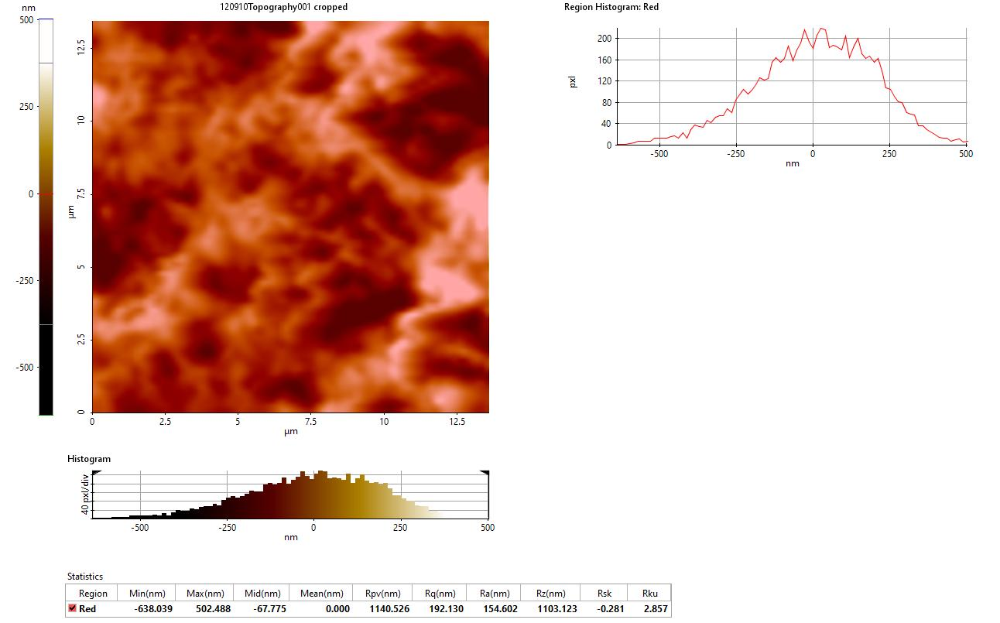 120910Topography001 cropped
nm
500
250
0
-250
-500
12.5
10
7.5
5
2.5
0
µm
0 2.5 5 7.5 10 12.5
µm
Region Histogram: Red
200
160
120
80
40
0
pxl
-500 -250 0 250 500
nm
Histogram
40 pxl/div
-500 -250 0 250 500
nm
Statistics
Region Min(nm) Max(nm) Mid(nm) Mean(nm) Rpv(nm) Rq(nm) Ra(nm) Rz(nm) Rsk Rku
Red -638.039 502.488 -67.775 0.000 1140.526 192.130 154.602 1103.123 -0.281 2.857